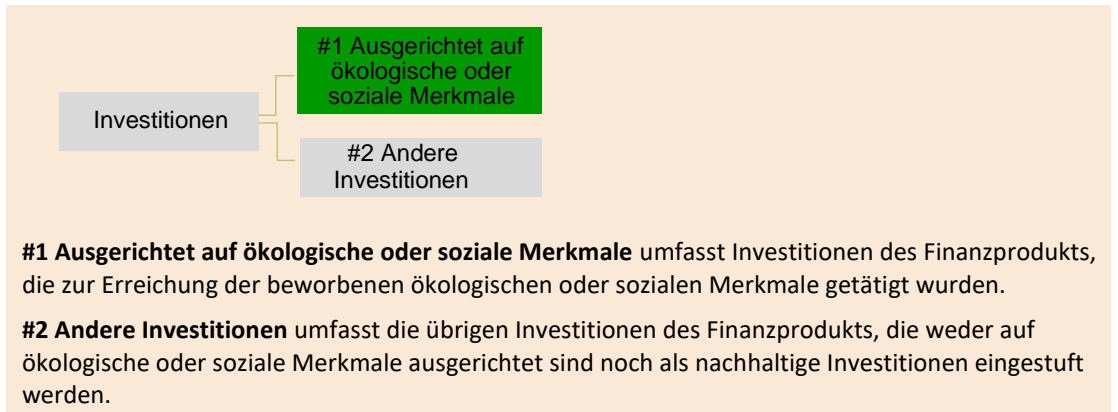 #1 Ausgerichtet auf
ökologische oder
soziale Merkmale
Investitionen
#2 Andere
Investitionen
#1 Ausgerichtet auf ökologische oder soziale Merkmale umfasst Investitionen des Finanzprodukts,
die zur Erreichung der beworbenen ökologischen oder sozialen Merkmale getätigt wurden.
#2 Andere Investitionen umfasst die übrigen Investitionen des Finanzprodukts, die weder auf
ökologische oder soziale Merkmale ausgerichtet sind noch als nachhaltige Investitionen eingestuft
werden.